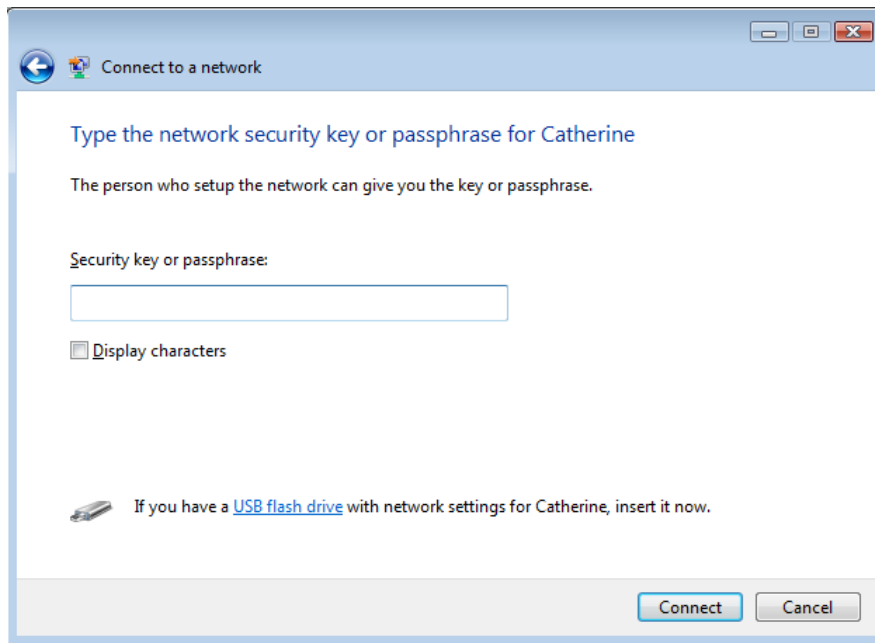 Connect to a network
Type the network security key or passphrase for Catherine
The person who setup the network can give you the key or passphrase.
Security key or passphrase:
Display characters
If you have a USB flash drive with network settings for Catherine, insert it now.
Connect Cancel